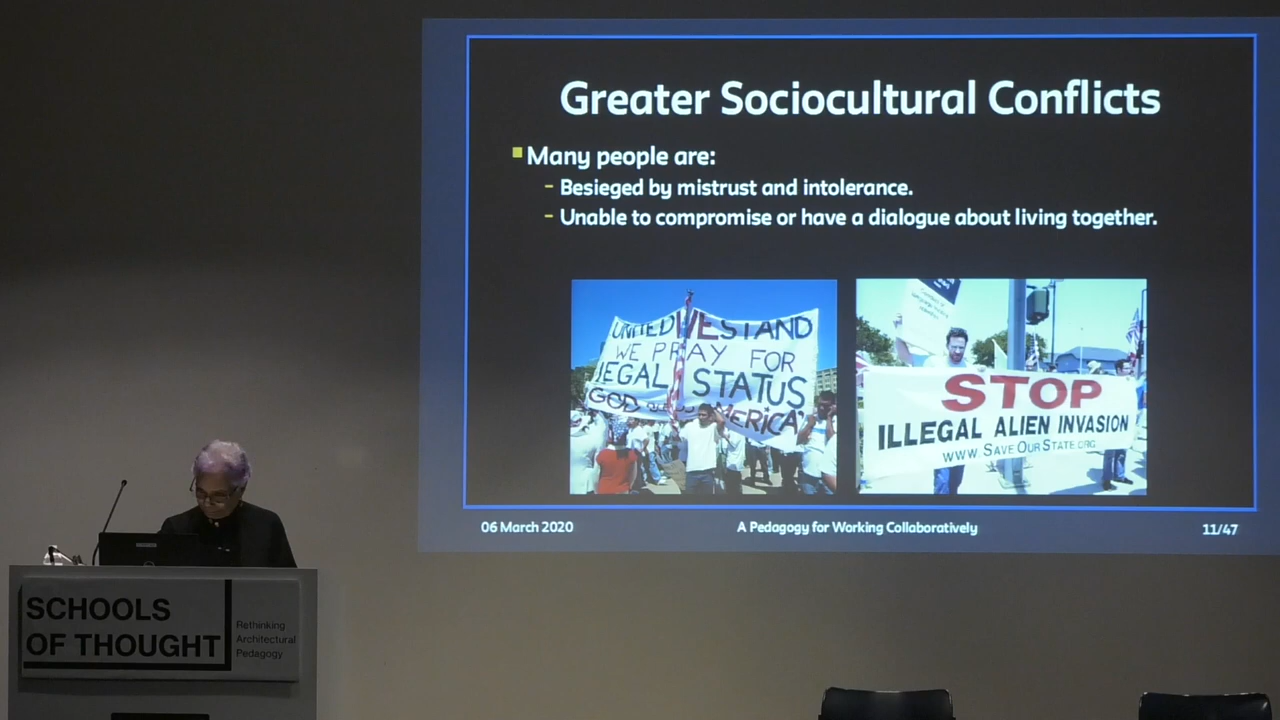 Greater Sociocultural Conflicts
Many people are:
- Besieged by mistrust and intolerance.
- Unable to compromise or have a dialogue about living together.
UNITED WE STAND
WE PRAY FOR
LEGAL STATUS
GOD
AMERICA
STOP
ILLEGAL ALIEN INVASION
WWW.SAVEOURSTATE.ORG
06 March 2020
A Pedagogy for Working Collaboratively
11/47
SCHOOLS
OF THOUGHT
Rethinking
Architectural
Pedagogy